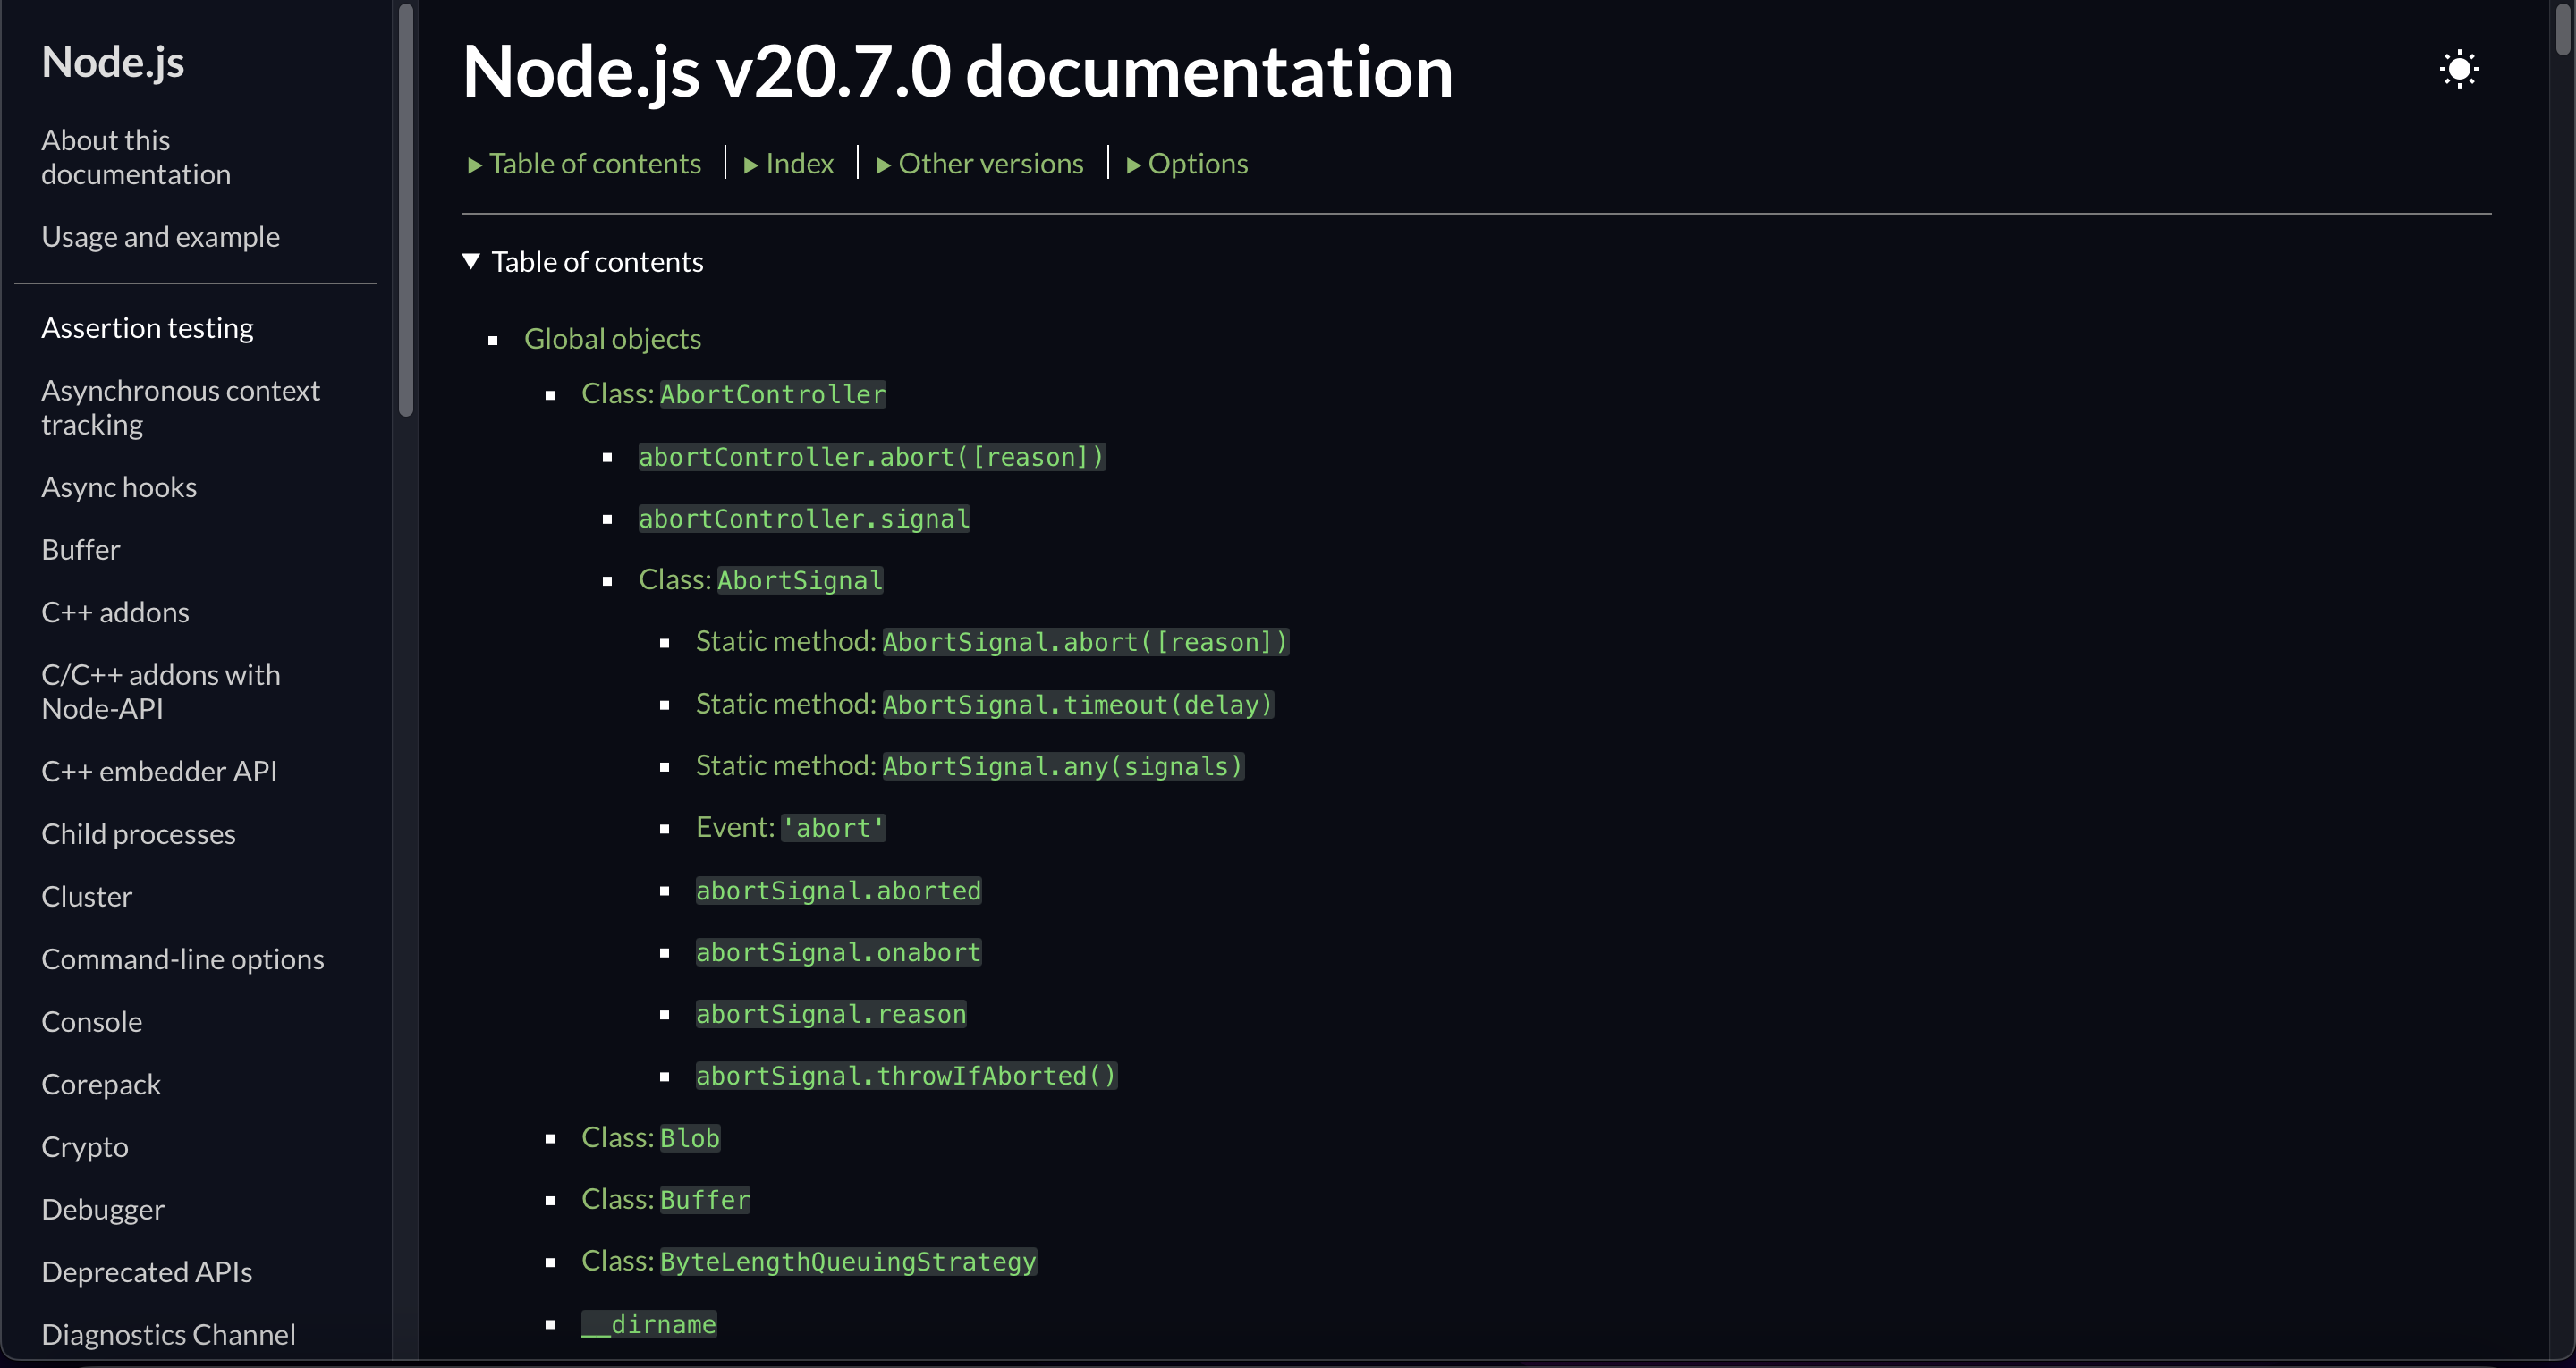 Node.js
About this
documentation
Usage and example
Assertion testing
Asynchronous context
tracking
Async hooks
Buffer
C++ addons
C/C++ addons with
Node-API
C++ embedder API
Child processes
Cluster
Command-line options
Console
Corepack
Crypto
Debugger
Deprecated APIs
Diagnostics Channel
Node.js v20.7.0 documentation
Table of contents
Index
Other versions
Options
Table of contents
Global objects
Class: AbortController
abortController.abort([reason])
abortController.signal
Class: AbortSignal
Static method: AbortSignal.abort([reason])
Static method: AbortSignal.timeout(delay)
Static method: AbortSignal.any(signals)
Event: 'abort'
abortSignal.aborted
abortSignal.onabort
abortSignal.reason
abortSignal.throwIfAborted()
Class: Blob
Class: Buffer
Class: ByteLengthQueuingStrategy
__dirname